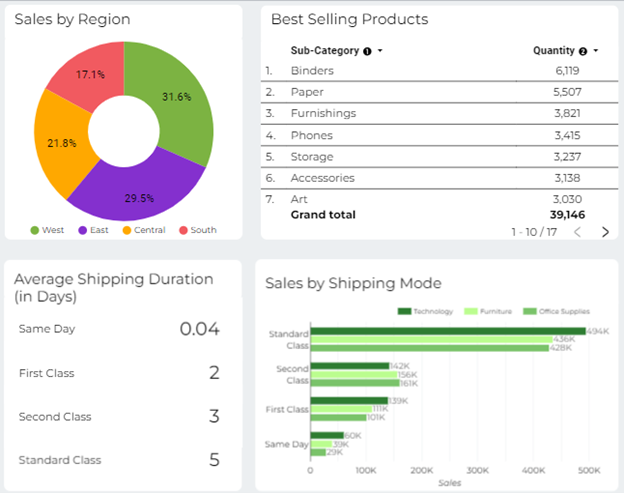 Sales by Region
17.1%
31.6%
21.8%
29.5%
West East Central South
Best Selling Products
Sub-Category 1 Quantity 2
1. Binders 6,119
2. Paper 5,507
3. Furnishings 3,821
4. Phones 3,415
5. Storage 3,237
6. Accessories 3,138
7. Art 3,030
Grand total 39,146
1 - 10 / 17
Average Shipping Duration
(in Days)
Same Day 0.04
First Class 2
Second Class 3
Standard Class 5
Sales by Shipping Mode
Technology Furniture Office Supplies
Standard
Class
494K
436K
428K
Second
Class
142K
156K
161K
First Class
139K
111K
101K
Same Day
60K
39K
29K
0 100K 200K 300K 400K 500K
Sales